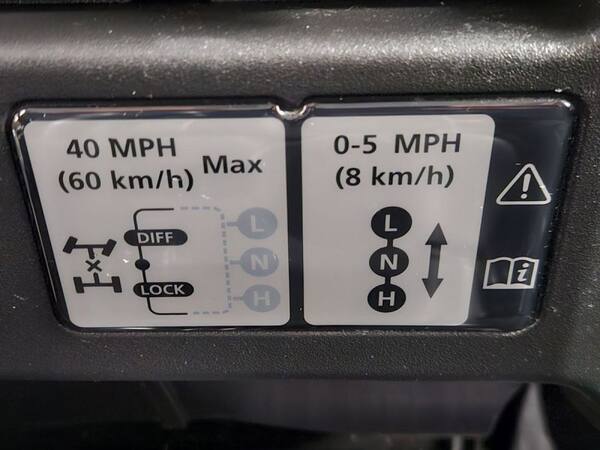 40 MPH
(60 km/h) Max
DIFF
LOCK
L
N
H
0-5 MPH
(8 km/h)
L
N
H
!
i